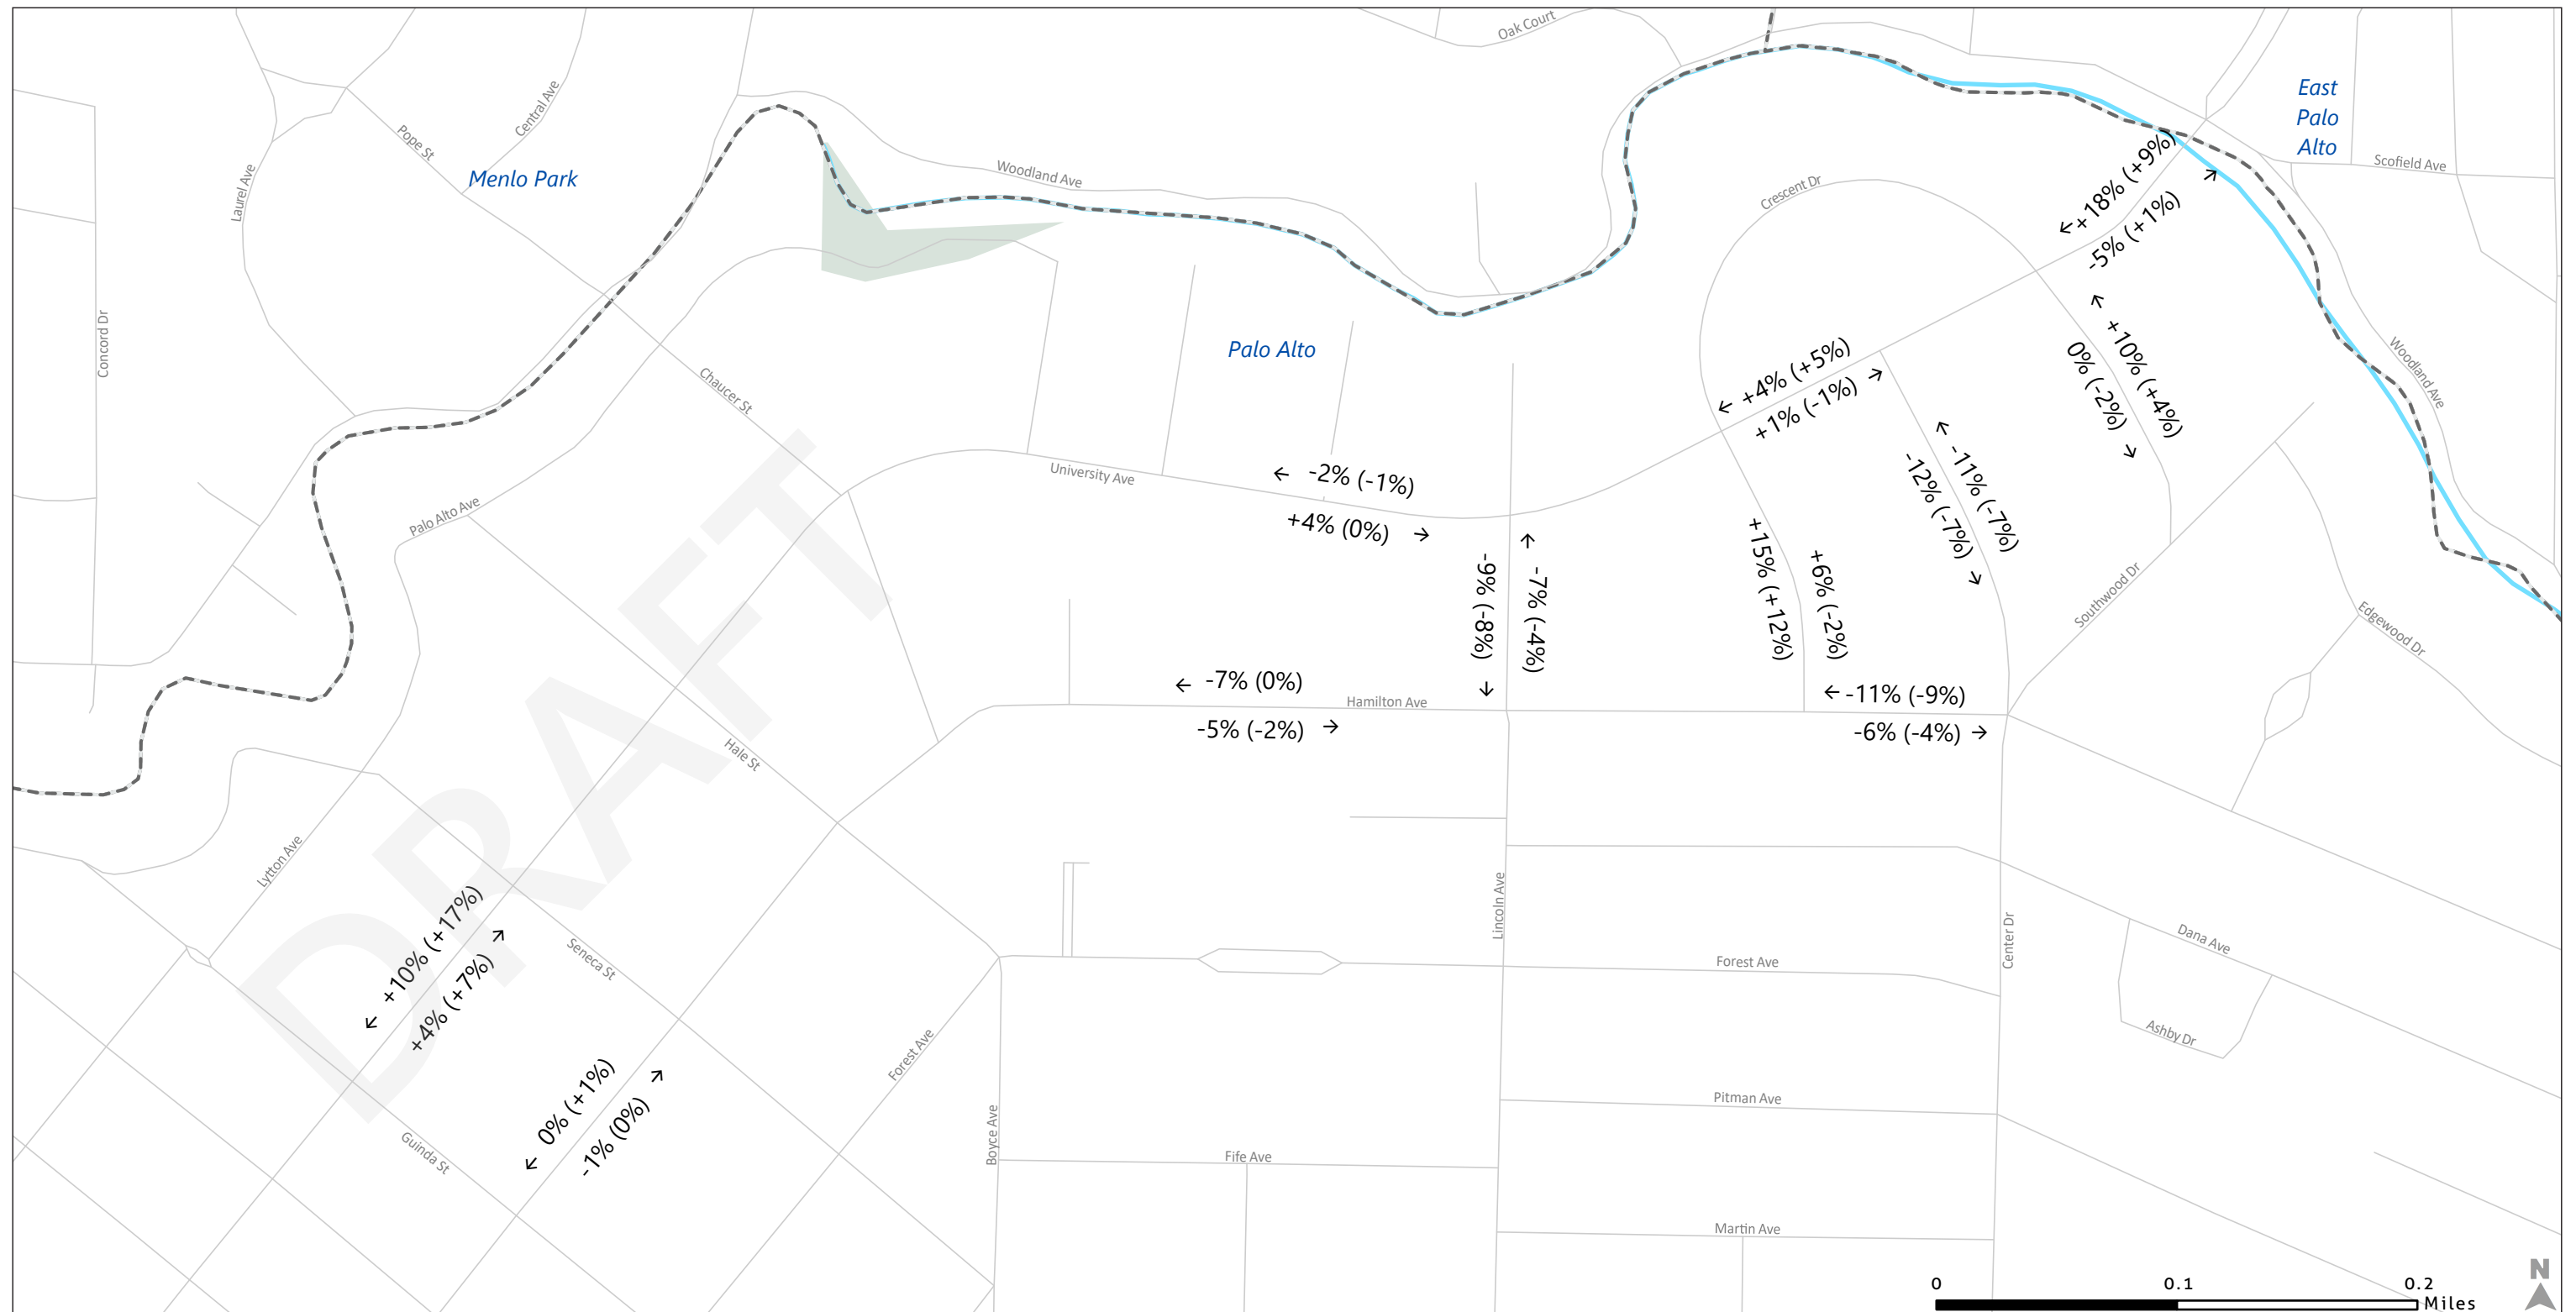 Oak Court
East
Palo
Alto
Central Ave
Pope St
Menlo Park
Laurel Ave
Woodland Ave
Crescent Dr
+18% (+9%)
-5% (+1%)
Scofield Ave
Concord Dr
Palo Alto
Chaucer St
← +4% (+5%)
+1% (-1%) →
← +10% (+4%)
0% (-2%) →
Woodland Ave
← -11% (-7%)
-12% (-7%) →
University Ave
← -2% (-1%)
+4% (0%) →
Palo Alto Ave
-9% (-8%) →
← -7% (-4%)
+15% (+12%)
+6% (-2%)
Southwood Dr
Edgewood Dr
← -7% (0%)
Hamilton Ave
-5% (-2%) →
← -11% (-9%)
-6% (-4%) →
DRAFT
Hale St
Lytton Ave
← +10% (+17%)
+4% (+7%) →
Seneca St
Lincoln Ave
Center Dr
Dana Ave
Forest Ave
Forest Ave
Ashby Dr
← 0% (+1%)
-1% (0%) →
Guinda St
Boyce Ave
Pitman Ave
Fife Ave
Martin Ave
N
0 0.1 0.2
Miles